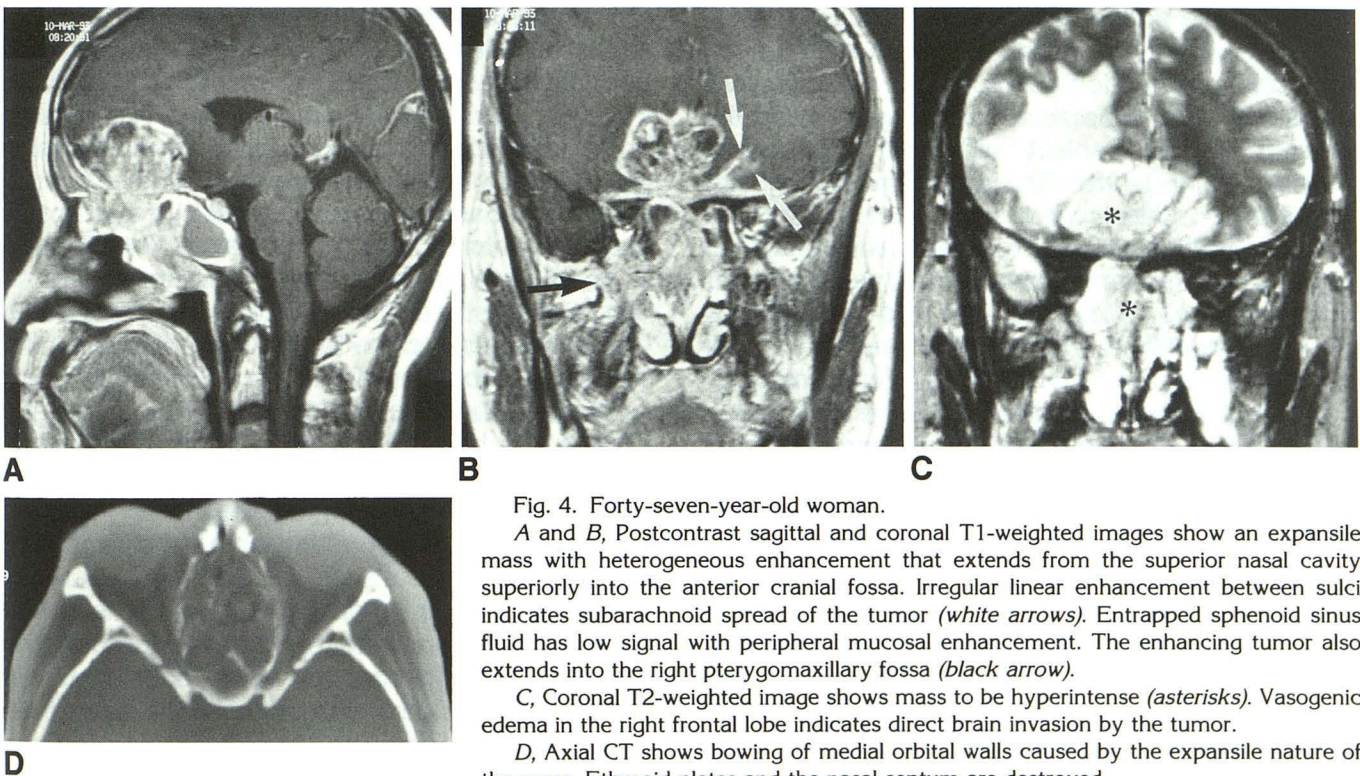 10-MAR-93
08:20:31
10-MAR-93
:11
A
B
C
9
D
Fig. 4. Forty-seven-year-old woman.
A and B, Postcontrast sagittal and coronal T1-weighted images show an expansile
mass with heterogeneous enhancement that extends from the superior nasal cavity
superiorly into the anterior cranial fossa. Irregular linear enhancement between sulci
indicates subarachnoid spread of the tumor (white arrows). Entrapped sphenoid sinus
fluid has low signal with peripheral mucosal enhancement. The enhancing tumor also
extends into the right pterygomaxillary fossa (black arrow).
C, Coronal T2-weighted image shows mass to be hyperintense (asterisks). Vasogenic
edema in the right frontal lobe indicates direct brain invasion by the tumor.
D, Axial CT shows bowing of medial orbital walls caused by the expansile nature of